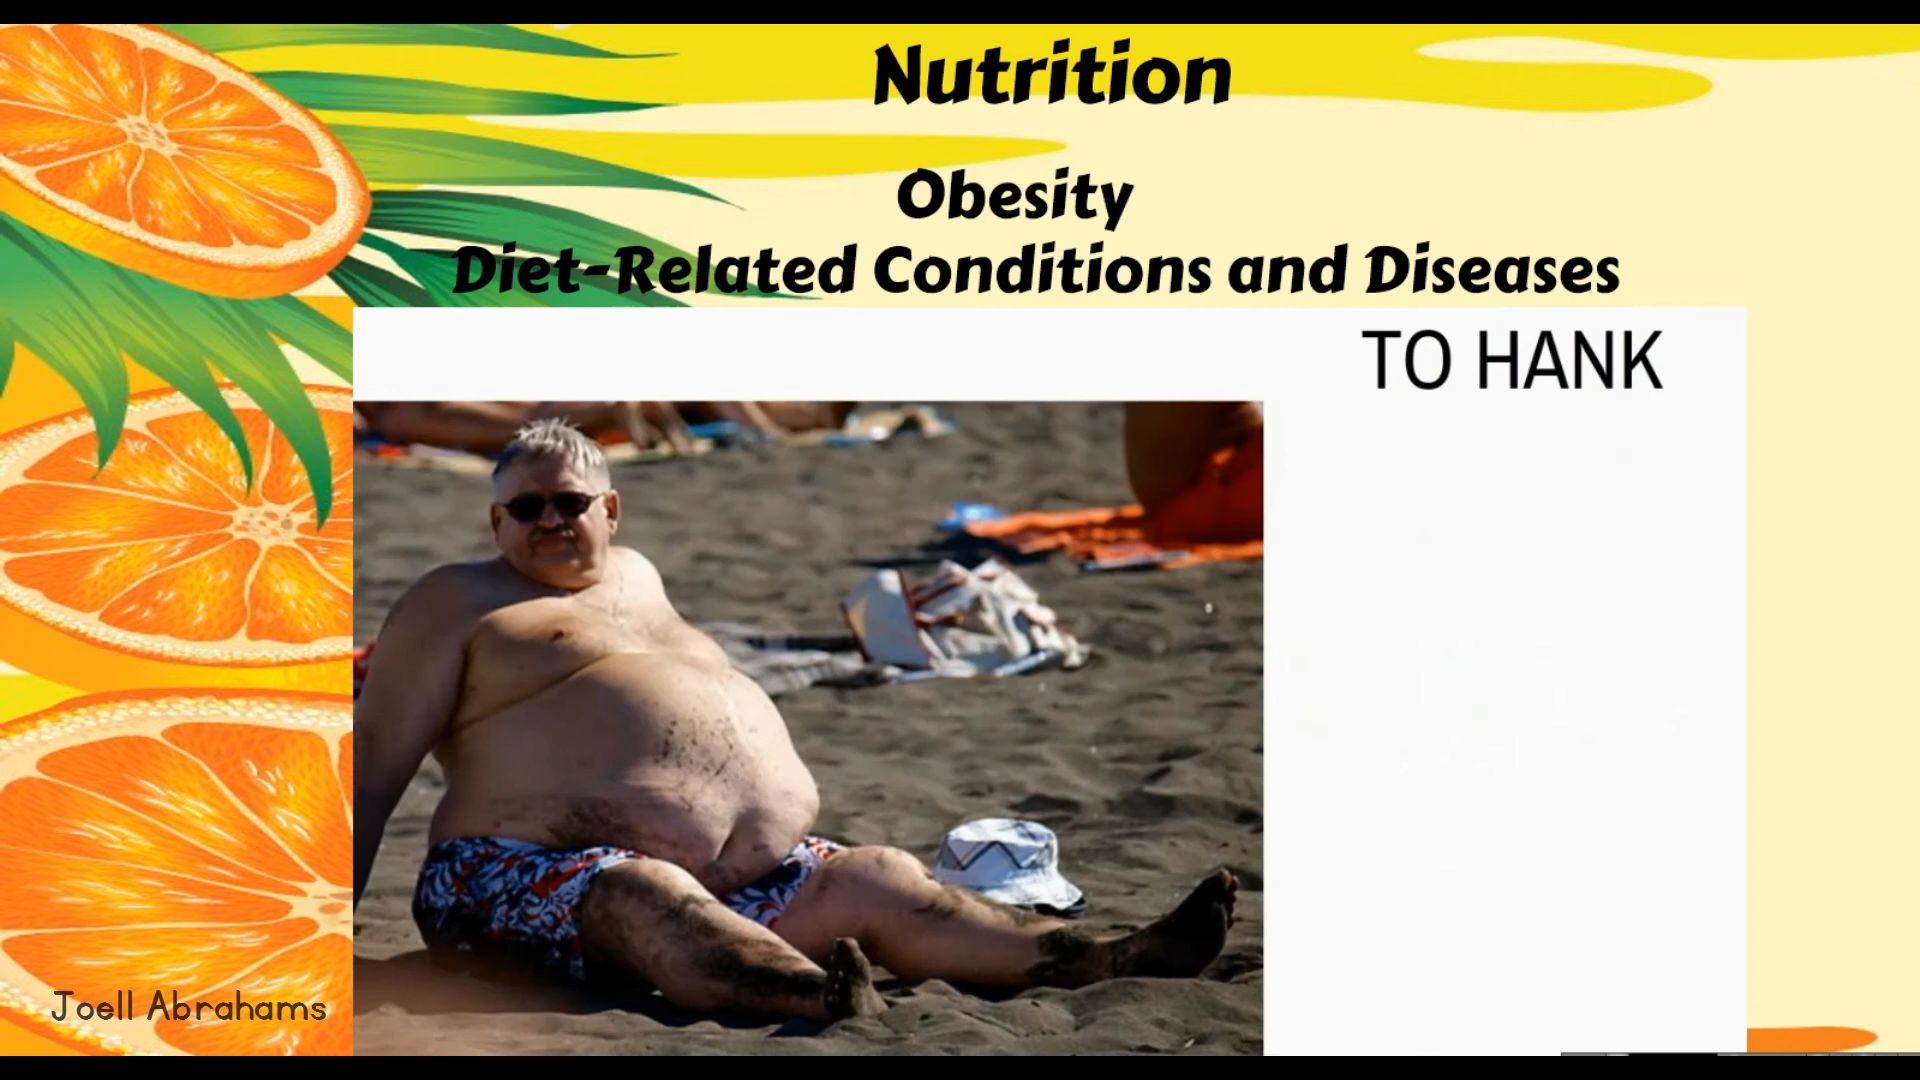 Nutrition
Obesity
Diet-Related Conditions and Diseases
TO HANK
Joell Abrahams